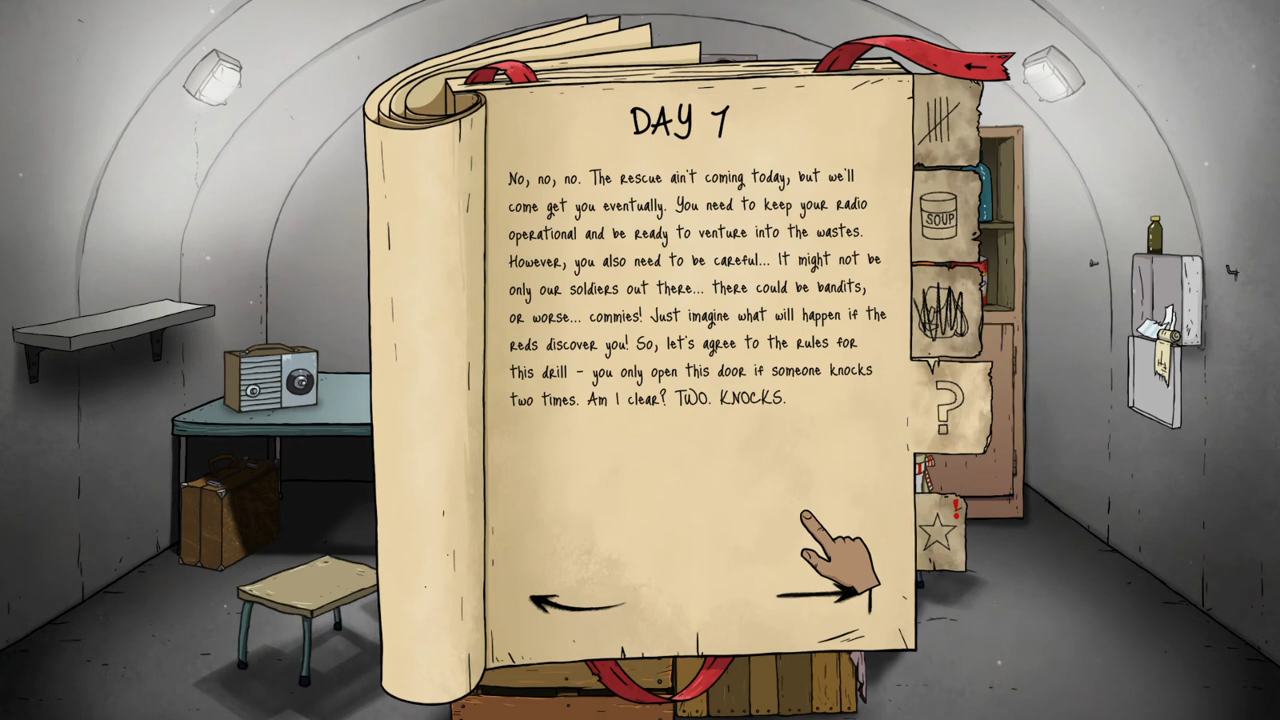 DAY 7
No, no, no. The rescue ain't coming today, but we'll
come get you eventually. You need to keep your radio
operational and be ready to venture into the wastes.
However, you also need to be careful... It might not be
only our soldiers out there... there could be bandits,
or worse... commies! Just imagine what will happen if the
reds discover you! So, let's agree to the rules for
this drill - you only open this door if someone knocks
two times. Am I clear? TWO. KNOCKS.
SOUP
?
!